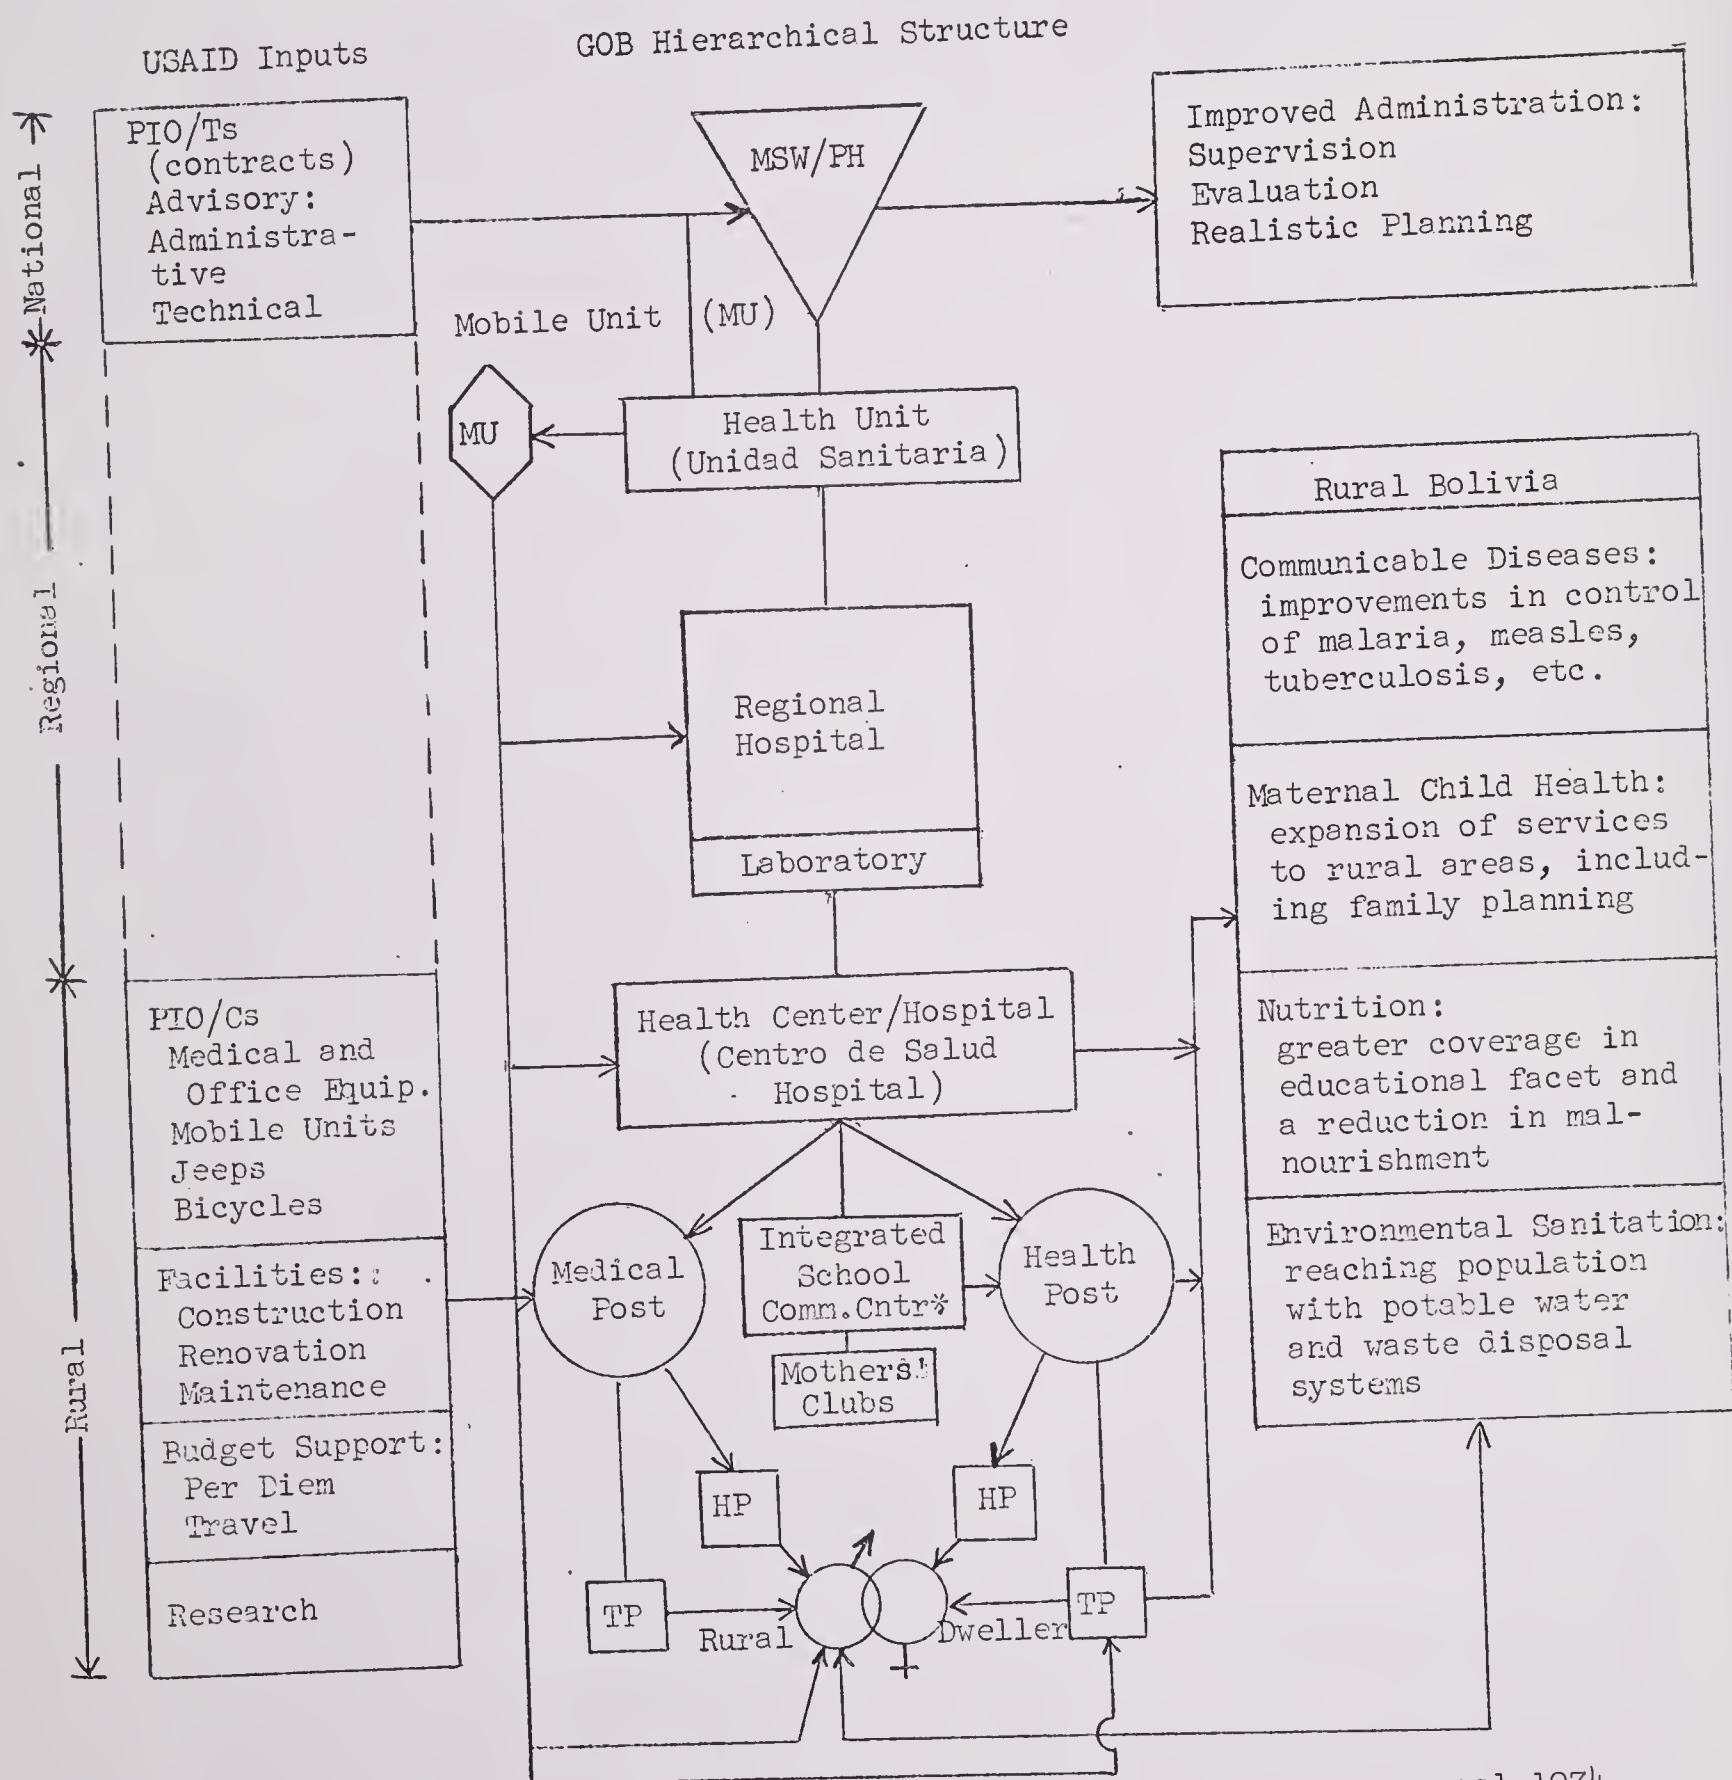 USAID Inputs
GOB Hierarchical Structure
National
Regional
Rural
PIO/Ts
(contracts)
Advisory:
Administra-
tive
Technical
MSW/PH
Improved Administration:
Supervision
Evaluation
Realistic Planning
Mobile Unit (MU)
MU
Health Unit
(Unidad Sanitaria)
Regional
Hospital
Laboratory
Rural Bolivia
Communicable Diseases:
improvements in control
of malaria, measles,
tuberculosis, etc.
Maternal Child Health:
expansion of services
to rural areas, includ-
ing family planning
Nutrition:
greater coverage in
educational facet and
a reduction in mal-
nourishment
Environmental Sanitation:
reaching population
with potable water
and waste disposal
systems
PIO/Cs
Medical and
Office Equip.
Mobile Units
Jeeps
Bicycles
Facilities:
Construction
Renovation
Maintenance
Budget Support:
Per Diem
Travel
Research
Health Center/Hospital
(Centro de Salud
Hospital)
Medical
Post
Integrated
School
Comm.Cntr*
Mothers'
Clubs
Health
Post
HP
HP
TP
Rural
Dweller
TP